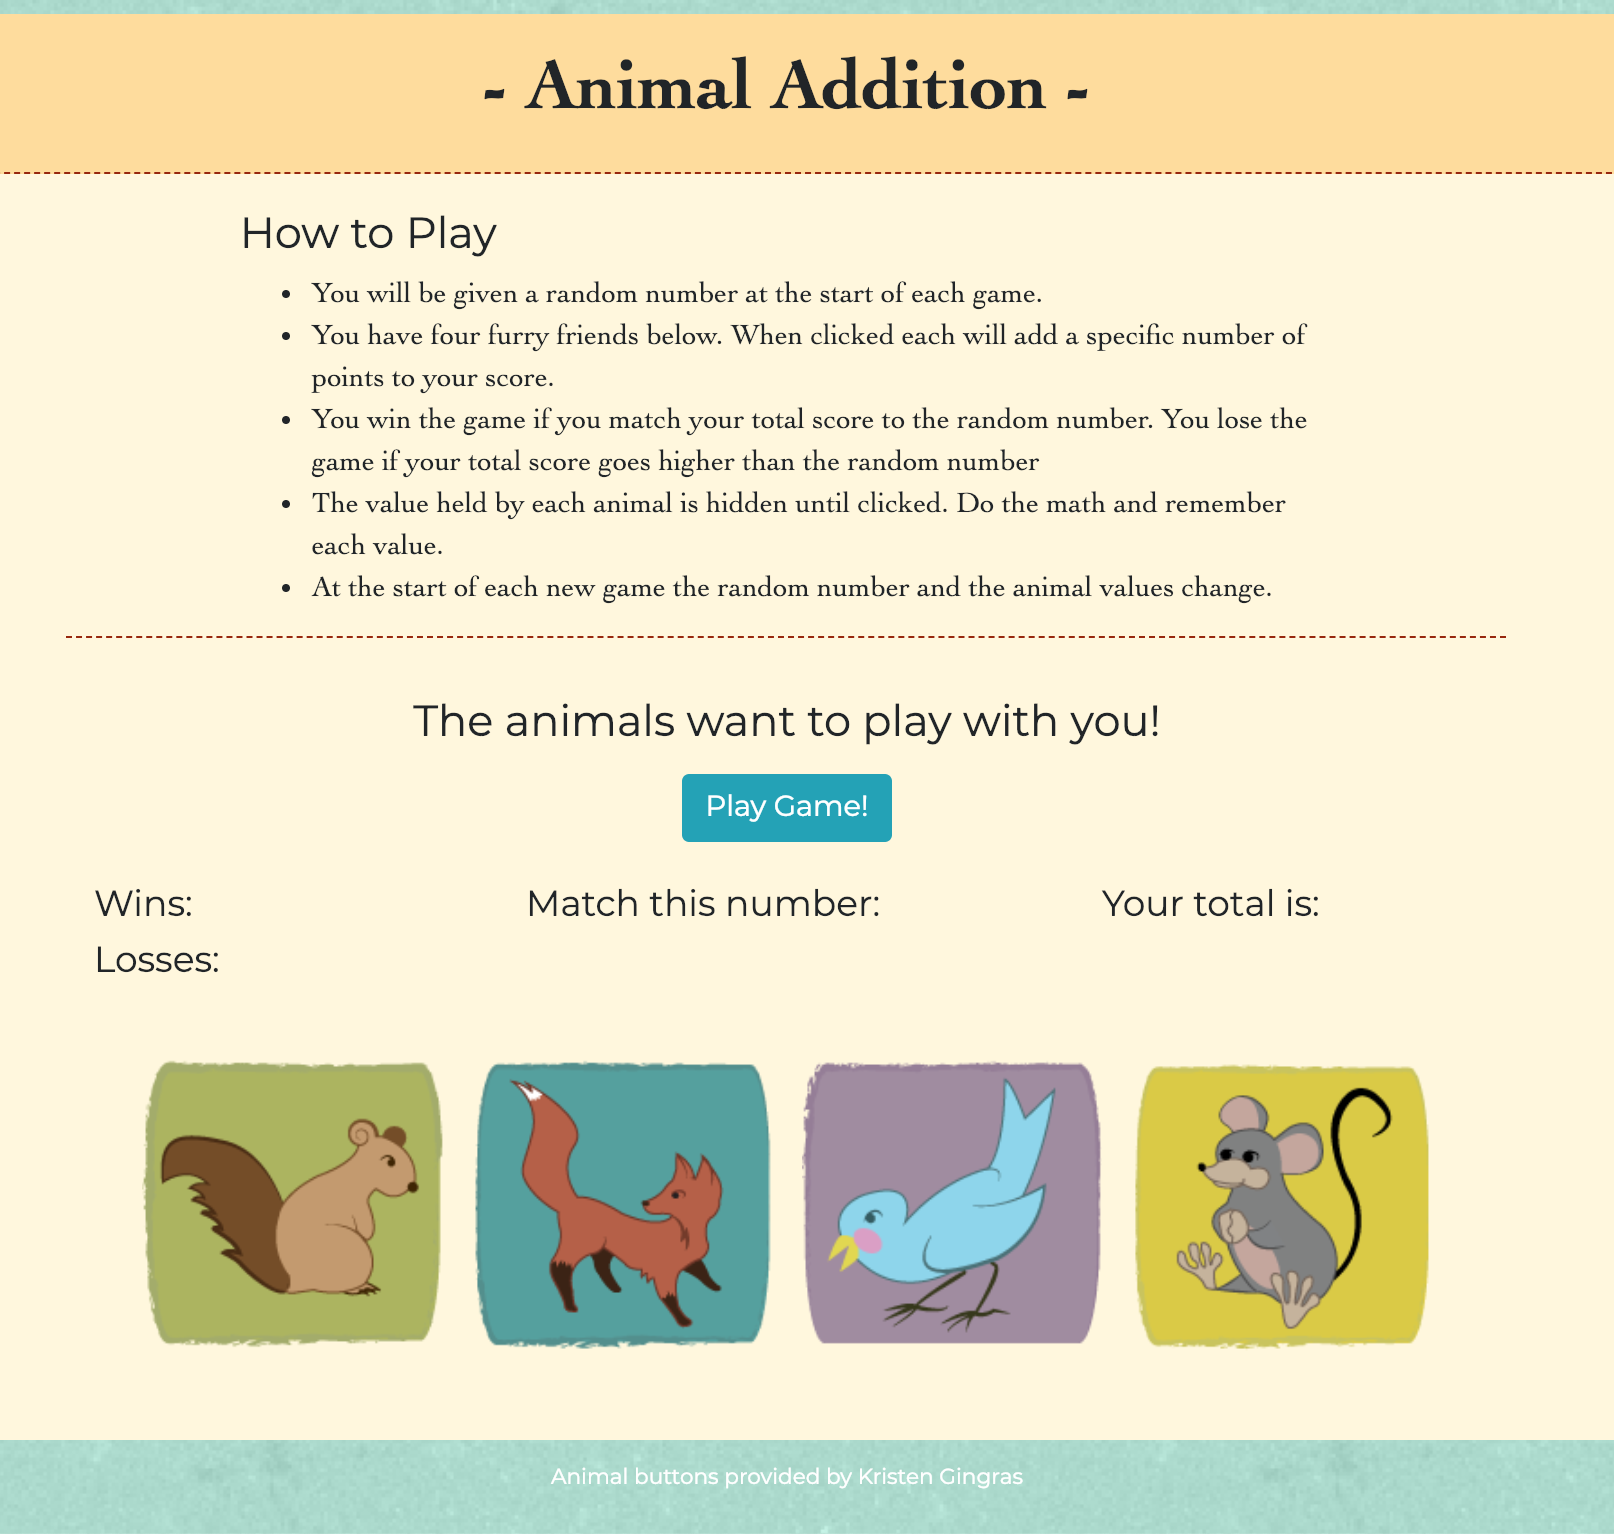 - Animal Addition -
How to Play
• You will be given a random number at the start of each game.
• You have four furry friends below. When clicked each will add a specific number of
points to your score.
• You win the game if you match your total score to the random number. You lose the
game if your total score goes higher than the random number
• The value held by each animal is hidden until clicked. Do the math and remember
each value.
• At the start of each new game the random number and the animal values change.
The animals want to play with you!
Play Game!
Wins:
Losses:
Match this number:
Your total is:
Animal buttons provided by Kristen Gingras